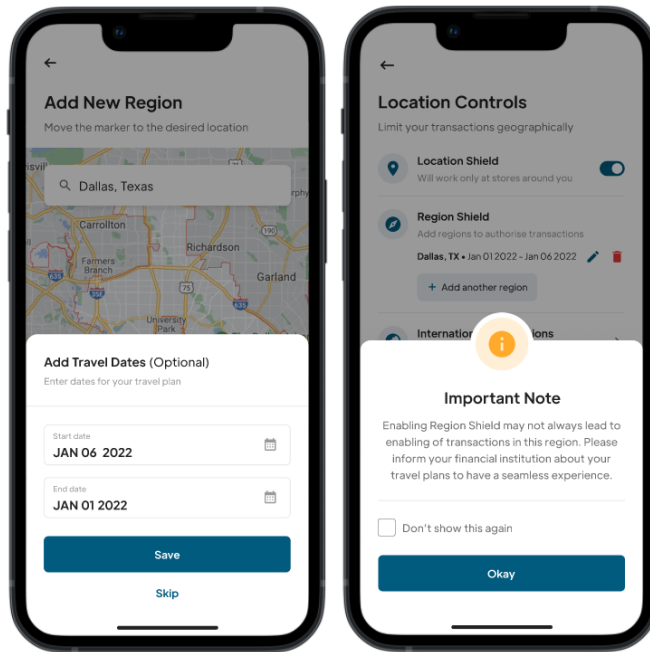 Add New Region
Move the marker to the desired location
Dallas, Texas
Carrollton
Richardson
190
Farmers
Branch
Garland
75
635
University
Park
Add Travel Dates (Optional)
Enter dates for your travel plan
Start date
JAN 06 2022
End date
JAN 01 2022
Save
Skip
Location Controls
Limit your transactions geographically
Location Shield
Will work only at stores around you
Region Shield
Add regions to authorise transactions
Dallas, TX • Jan 01 2022 - Jan 06 2022
+ Add another region
Important Note
Enabling Region Shield may not always lead to
enabling of transactions in this region. Please
inform your financial institution about your
travel plans to have a seamless experience.
Don't show this again
Okay